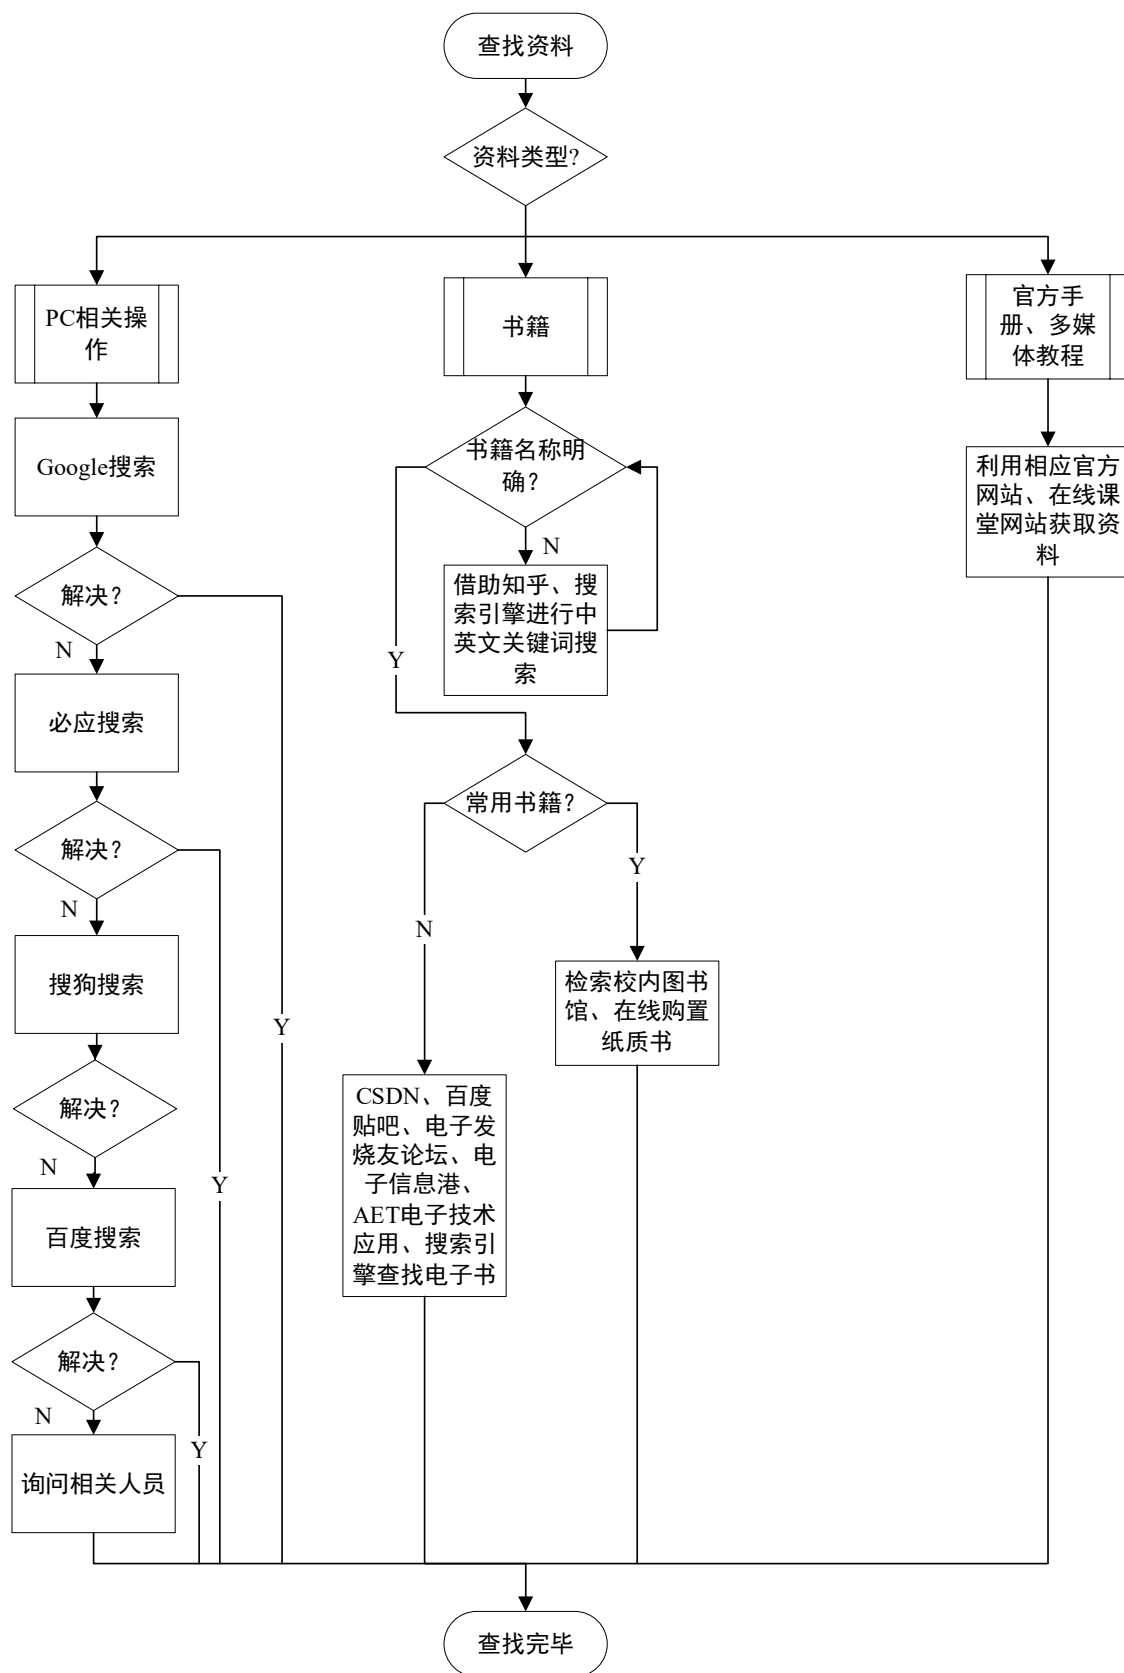 查找资料
资料类型?
PC相关操
作
书籍
官方手
册、多媒
体教程
Google搜索
书籍名称明
确？
利用相应官方
网站、在线课
堂网站获取资
料
解决？
N
N
借助知乎、搜
索引擎进行中
英文关键词搜
索
Y
必应搜索
常用书籍？
解决？
Y
N
N
搜狗搜索
检索校内图书
馆、在线购置
纸质书
Y
解决？
CSDN、百度
贴吧、电子发
烧友论坛、电
子信息港、
AET电子技术
应用、搜索引
擎查找电子书
N
Y
百度搜索
解决？
N
Y
询问相关人员
查找完毕